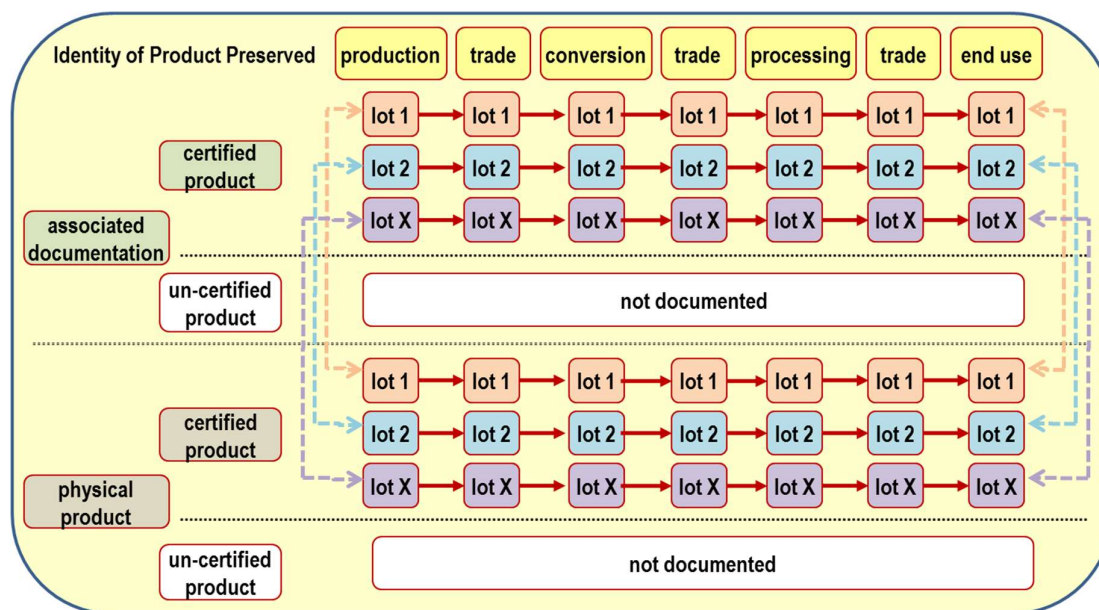 Identity of Product Preserved
production trade conversion trade processing trade end use
lot 1 lot 1 lot 1 lot 1 lot 1 lot 1 lot 1
certified
product
lot 2 lot 2 lot 2 lot 2 lot 2 lot 2 lot 2
lot X lot X lot X lot X lot X lot X lot X
associated
documentation
un-certified
product
not documented
lot 1 lot 1 lot 1 lot 1 lot 1 lot 1 lot 1
certified
product
lot 2 lot 2 lot 2 lot 2 lot 2 lot 2 lot 2
lot X lot X lot X lot X lot X lot X lot X
physical
product
un-certified
product
not documented